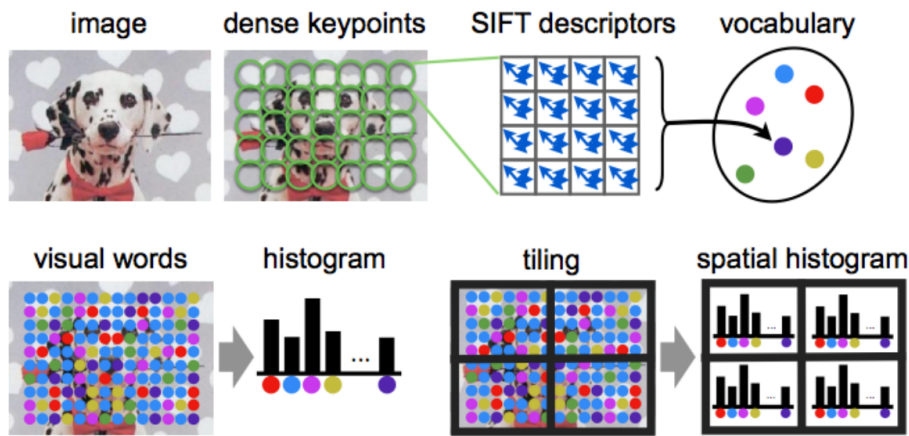 image
dense keypoints
SIFT descriptors
vocabulary
visual words
histogram
tiling
spatial histogram
...
...
...
...
...